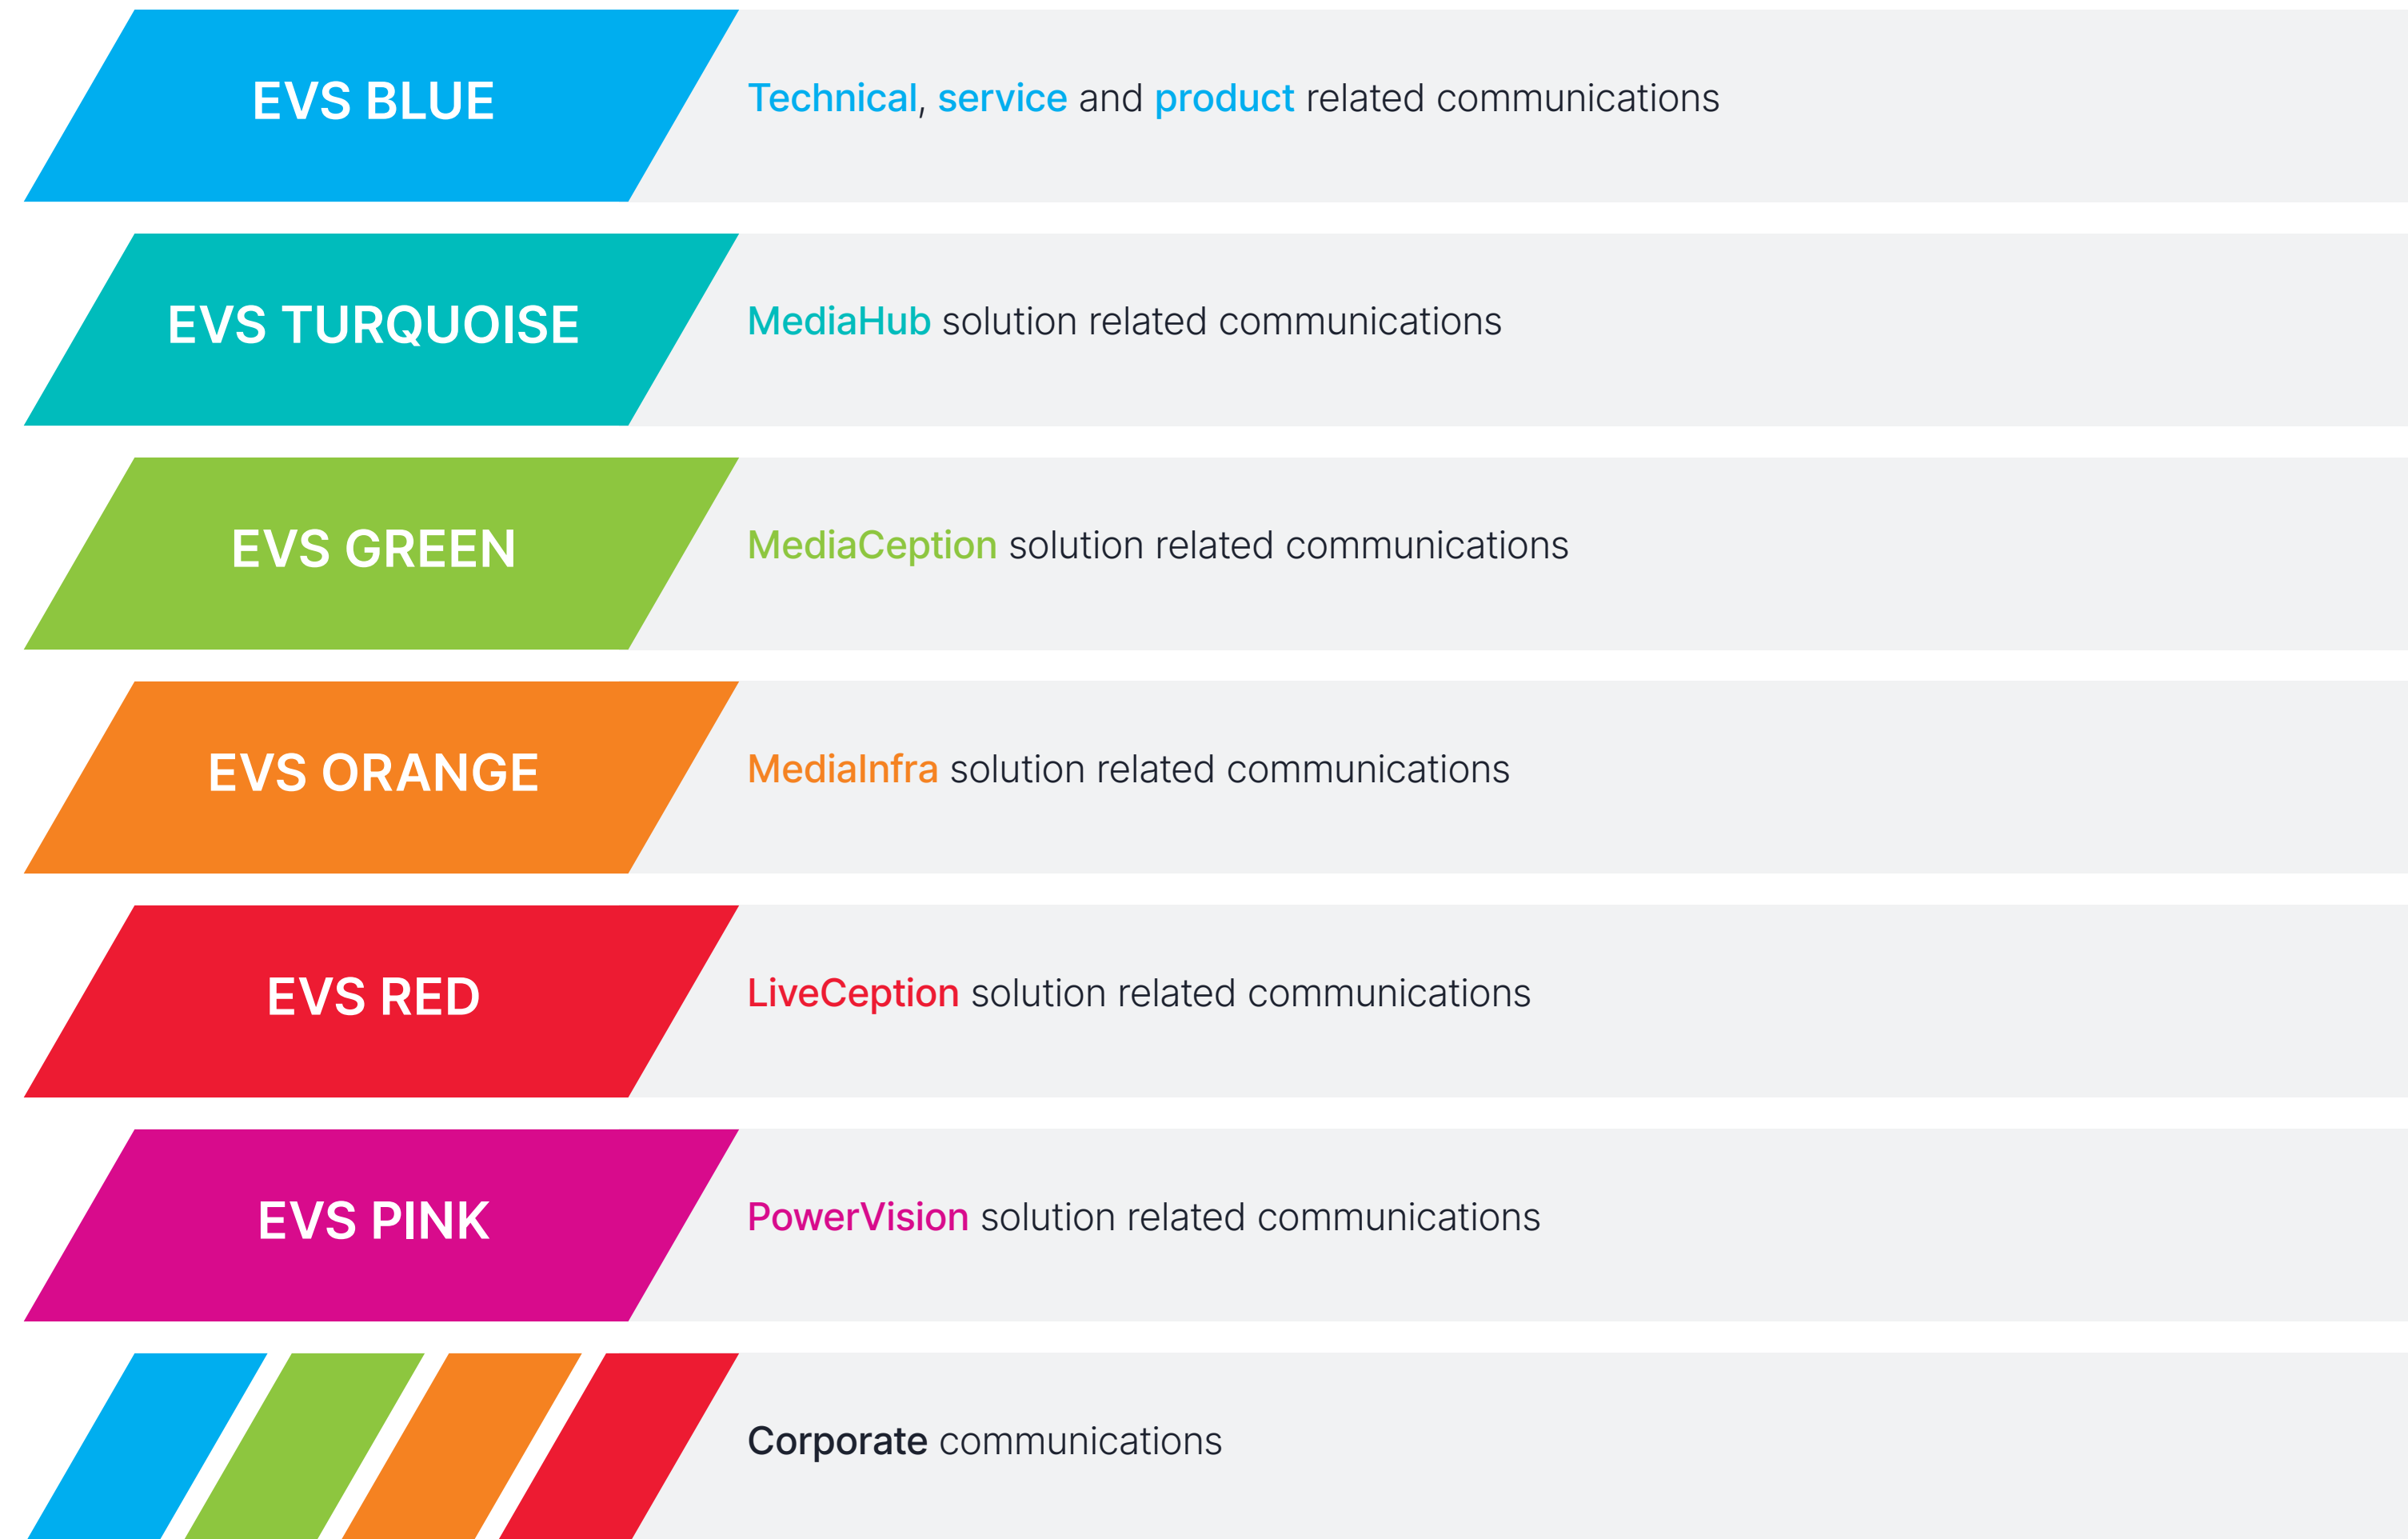 EVS BLUE
Technical, service and product related communications
EVS TURQUOISE
MediaHub solution related communications
EVS GREEN
MediaCeption solution related communications
EVS ORANGE
MediaInfra solution related communications
EVS RED
LiveCeption solution related communications
EVS PINK
PowerVision solution related communications
Corporate communications